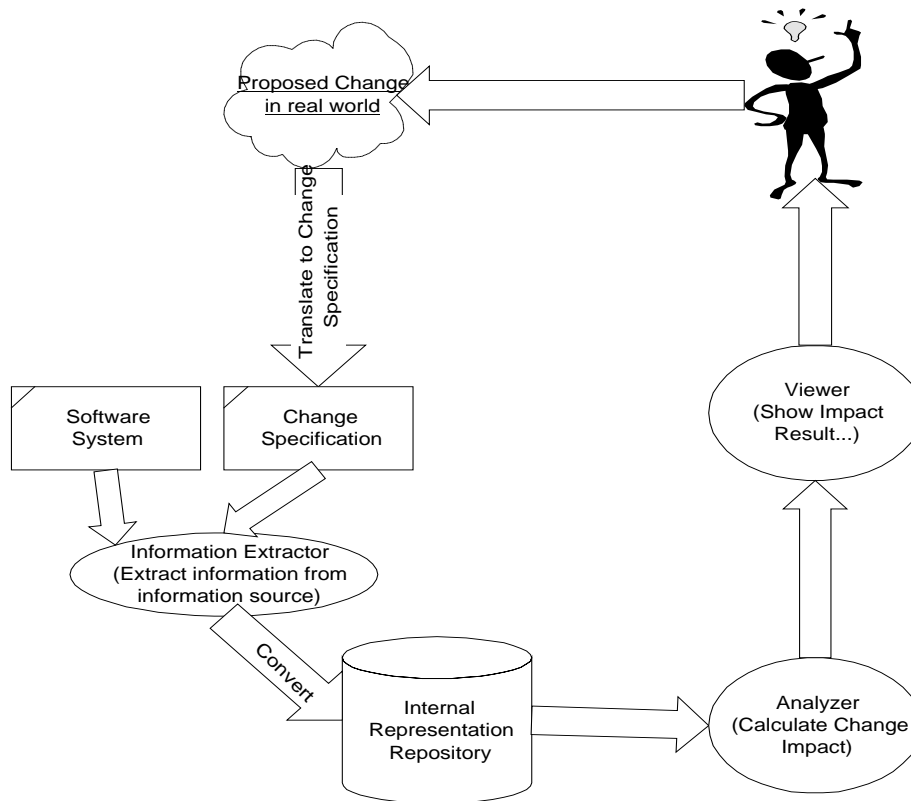 Proposed Change
in real world
Translate to Change
Specification
Software
System
Change
Specification
Viewer
(Show Impact
Result...)
Information Extractor
(Extract information from
information source)
Convert
Internal
Representation
Repository
Analyzer
(Calculate Change
Impact)